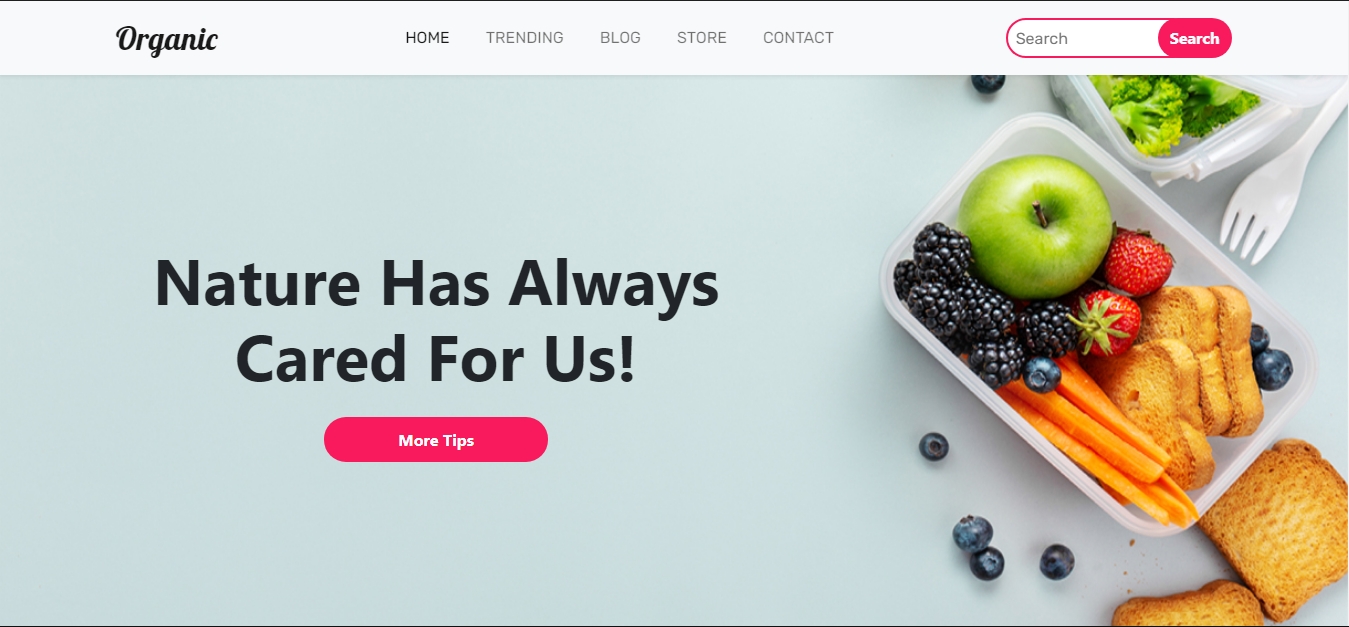 Organic
HOME TRENDING BLOG STORE CONTACT
Search Search
Nature Has Always
Cared For Us!
More Tips